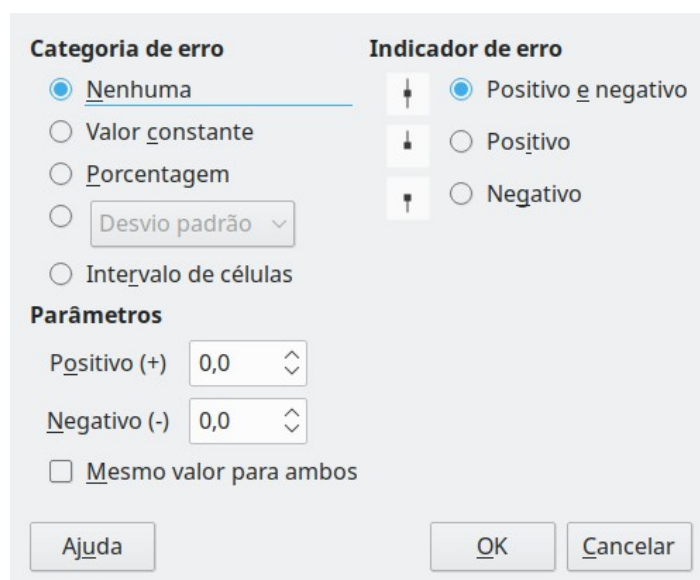 Categoria de erro
Nenhuma
Valor constante
Porcentagem
Desvio padrão
Intervalo de células
Indicador de erro
Positivo e negativo
Positivo
Negativo
Parâmetros
Positivo (+) 0,0
Negativo (-) 0,0
Mesmo valor para ambos
Ajuda OK Cancelar